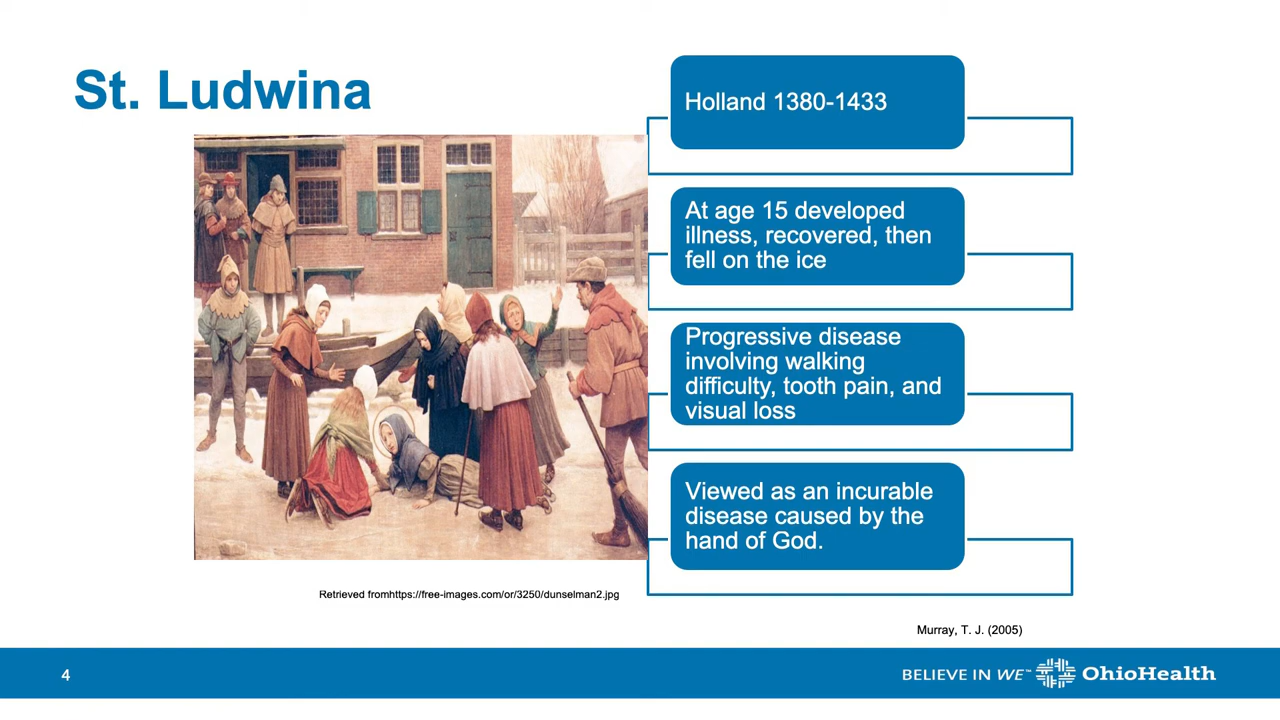 St. Ludwina
Holland 1380-1433
At age 15 developed
illness, recovered, then
fell on the ice
Progressive disease
involving walking
difficulty, tooth pain, and
visual loss
Viewed as an incurable
disease caused by the
hand of God.
Retrieved fromhttps://free-images.com/or/3250/dunselman2.jpg
Murray, T. J. (2005)
4
BELIEVE IN WE™ OhioHealth